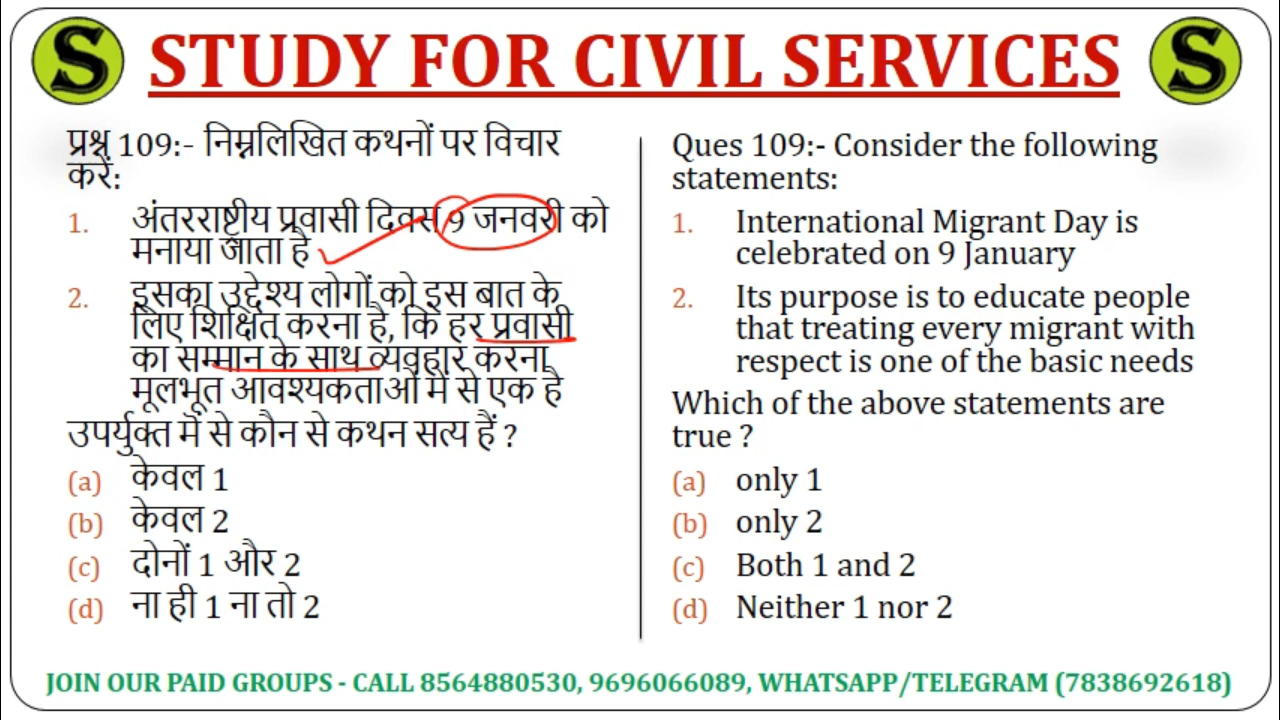 S STUDY FOR CIVIL SERVICES S
प्रश्न 109:- निम्नलिखित कथनों पर विचार
करें:
1. अंतरराष्ट्रीय प्रवासी दिवस 9 जनवरी को
मनाया जाता है
2. इसका उद्देश्य लोगों को इस बात के
लिए शिक्षित करना है, कि हर प्रवासी
का सम्मान के साथ व्यवहार करना
मूलभूत आवश्यकताओं में से एक है
उपर्युक्त में से कौन से कथन सत्य हैं ?
(a) केवल 1
(b) केवल 2
(c) दोनों 1 और 2
(d) ना ही 1 ना तो 2
Ques 109:- Consider the following
statements:
1. International Migrant Day is
celebrated on 9 January
2. Its purpose is to educate people
that treating every migrant with
respect is one of the basic needs
Which of the above statements are
true ?
(a) only 1
(b) only 2
(c) Both 1 and 2
(d) Neither 1 nor 2
JOIN OUR PAID GROUPS - CALL 8564880530, 9696066089, WHATSAPP/TELEGRAM (7838692618)